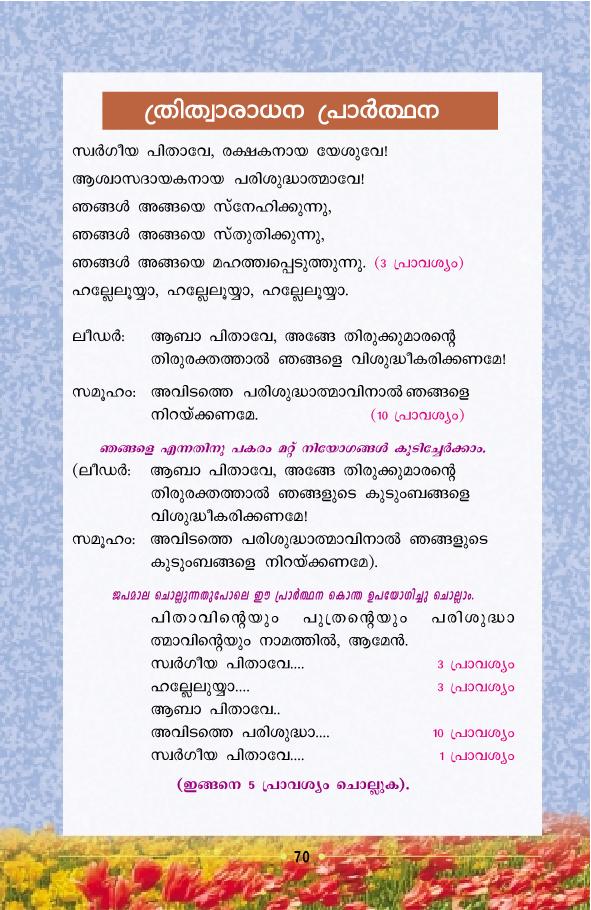 ത്രിത്വാരാധന പ്രാർത്ഥന
സ്വർഗീയ പിതാവേ, രക്ഷകനായ യേശുവേ!
ആശ്വാസദായകനായ പരിശുദ്ധാത്മാവേ!
ഞങ്ങൾ അങ്ങയെ സ്നേഹിക്കുന്നു,
ഞങ്ങൾ അങ്ങയെ സ്തുതിക്കുന്നു,
ഞങ്ങൾ അങ്ങയെ മഹത്ത്വപ്പെടുത്തുന്നു. (3 പ്രാവശ്യം)
ഹല്ലേലൂയ്യാ, ഹല്ലേലൂയ്യാ, ഹല്ലേലൂയ്യാ.
ലീഡർ: ആബാ പിതാവേ, അങ്ങേ തിരുക്കുമാരന്റെ
തിരുരക്തത്താൽ ഞങ്ങളെ വിശുദ്ധീകരിക്കണമേ!
സമൂഹം: അവിടത്തെ പരിശുദ്ധാത്മാവിനാൽ ഞങ്ങളെ
നിറയ്ക്കണമേ. (10 പ്രാവശ്യം)
ഞങ്ങളെ എന്നതിനു പകരം മറ്റ് നിയോഗങ്ങൾ കൂടിച്ചേർക്കാം.
(ലീഡർ: ആബാ പിതാവേ, അങ്ങേ തിരുക്കുമാരന്റെ
തിരുരക്തത്താൽ ഞങ്ങളുടെ കുടുംബങ്ങളെ
വിശുദ്ധീകരിക്കണമേ!
സമൂഹം: അവിടത്തെ പരിശുദ്ധാത്മാവിനാൽ ഞങ്ങളുടെ
കുടുംബങ്ങളെ നിറയ്ക്കണമേ).
ജപമാല ചൊല്ലുന്നതുപോലെ ഈ പ്രാർത്ഥന കൊന്ത ഉപയോഗിച്ചു ചൊല്ലാം.
പിതാവിന്റെയും പുത്രന്റെയും പരിശുദ്ധാ
ത്മാവിന്റെയും നാമത്തിൽ, ആമേൻ.
സ്വർഗീയ പിതാവേ.... 3 പ്രാവശ്യം
ഹല്ലേലുയ്യാ.... 3 പ്രാവശ്യം
ആബാ പിതാവേ..
അവിടത്തെ പരിശുദ്ധാ.... 10 പ്രാവശ്യം
സ്വർഗീയ പിതാവേ.... 1 പ്രാവശ്യം
(ഇങ്ങനെ 5 പ്രാവശ്യം ചൊല്ലുക).
70